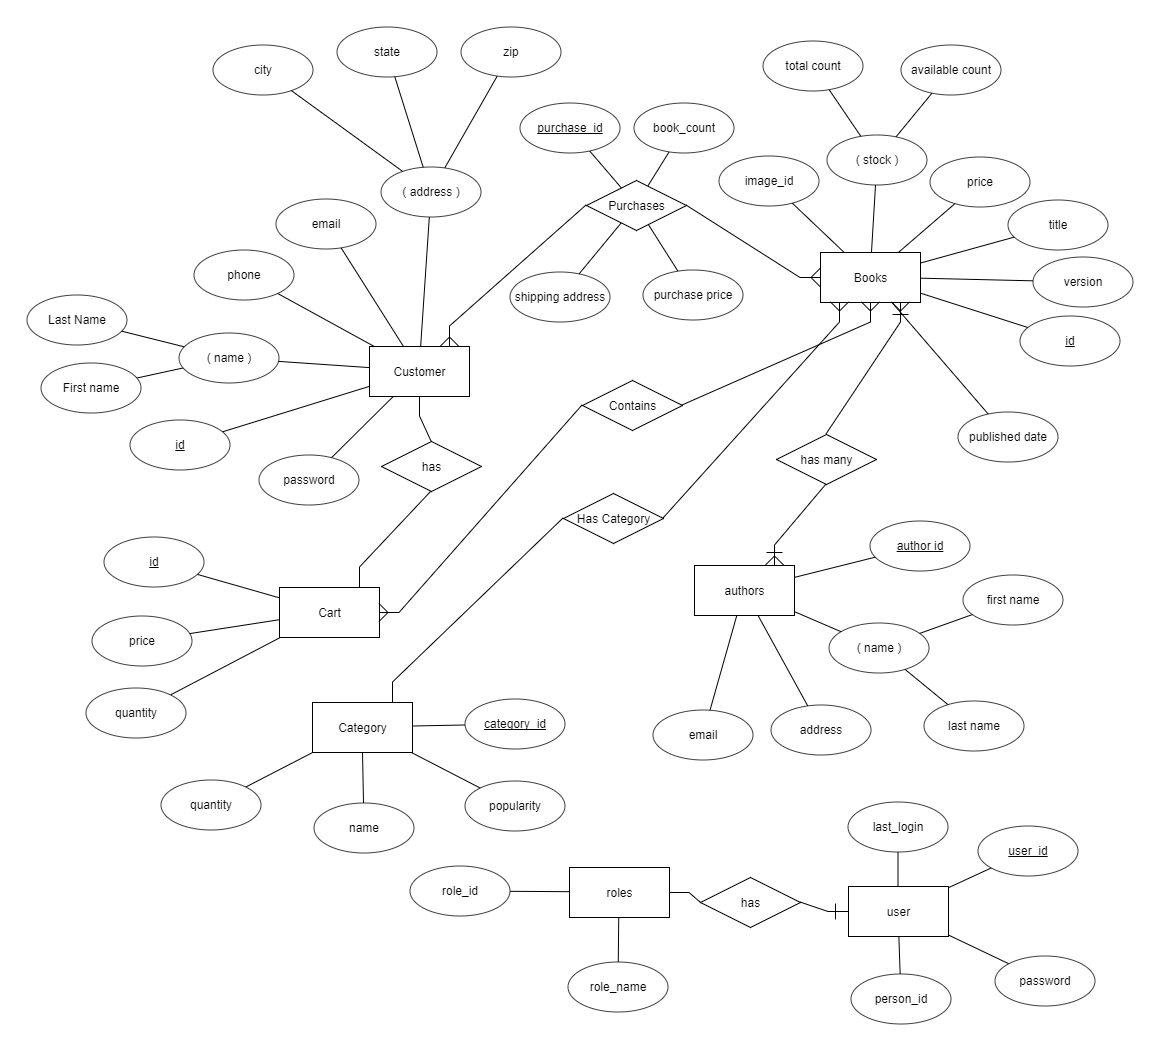 state
zip
city
total count
available count
purchase_id
book_count
( stock )
image_id
price
( address )
Purchases
email
title
phone
Books
version
shipping address
purchase price
Last Name
( name )
id
Customer
First name
Contains
id
published date
has
has many
password
Has Category
author id
id
authors
first name
Cart
price
( name )
quantity
category_id
Category
email
address
last name
quantity
popularity
name
last_login
user_id
role_id
roles
has
user
password
role_name
person_id